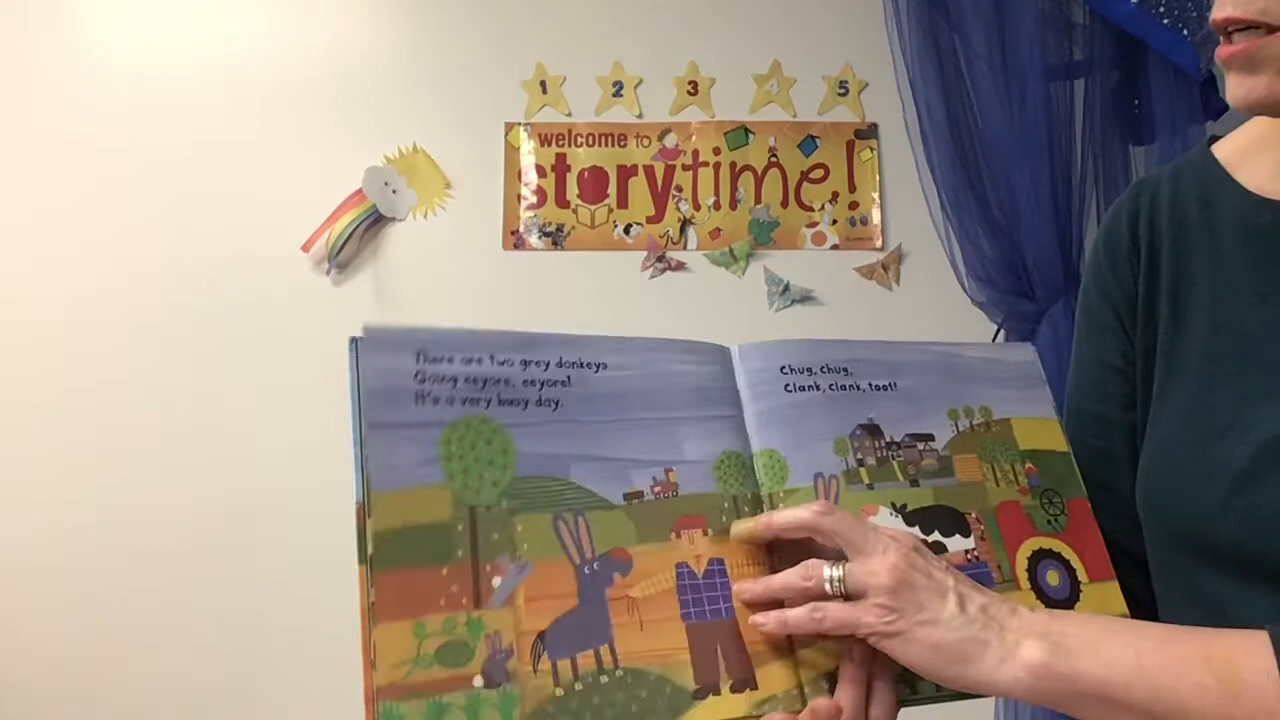 1 2 3 4 5
welcome to
storytime!
There are two grey donkeys
Going eeyore, eeyore!
It's a very busy day.
Chug, chug,
Clank, clank, toot!